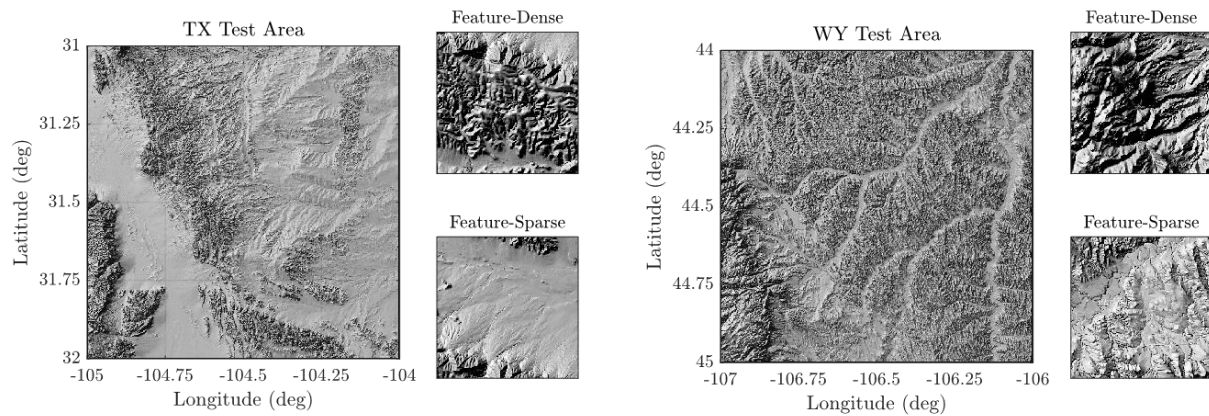 TX Test Area
Feature-Dense
31
31.25
31.5
31.75
32
Latitude (deg)
-105
-104.75
-104.5
-104.25
-104
Longitude (deg)
Feature-Sparse
WY Test Area
Feature-Dense
44
44.25
44.5
44.75
45
Latitude (deg)
-107
-106.75
-106.5
-106.25
-106
Longitude (deg)
Feature-Sparse